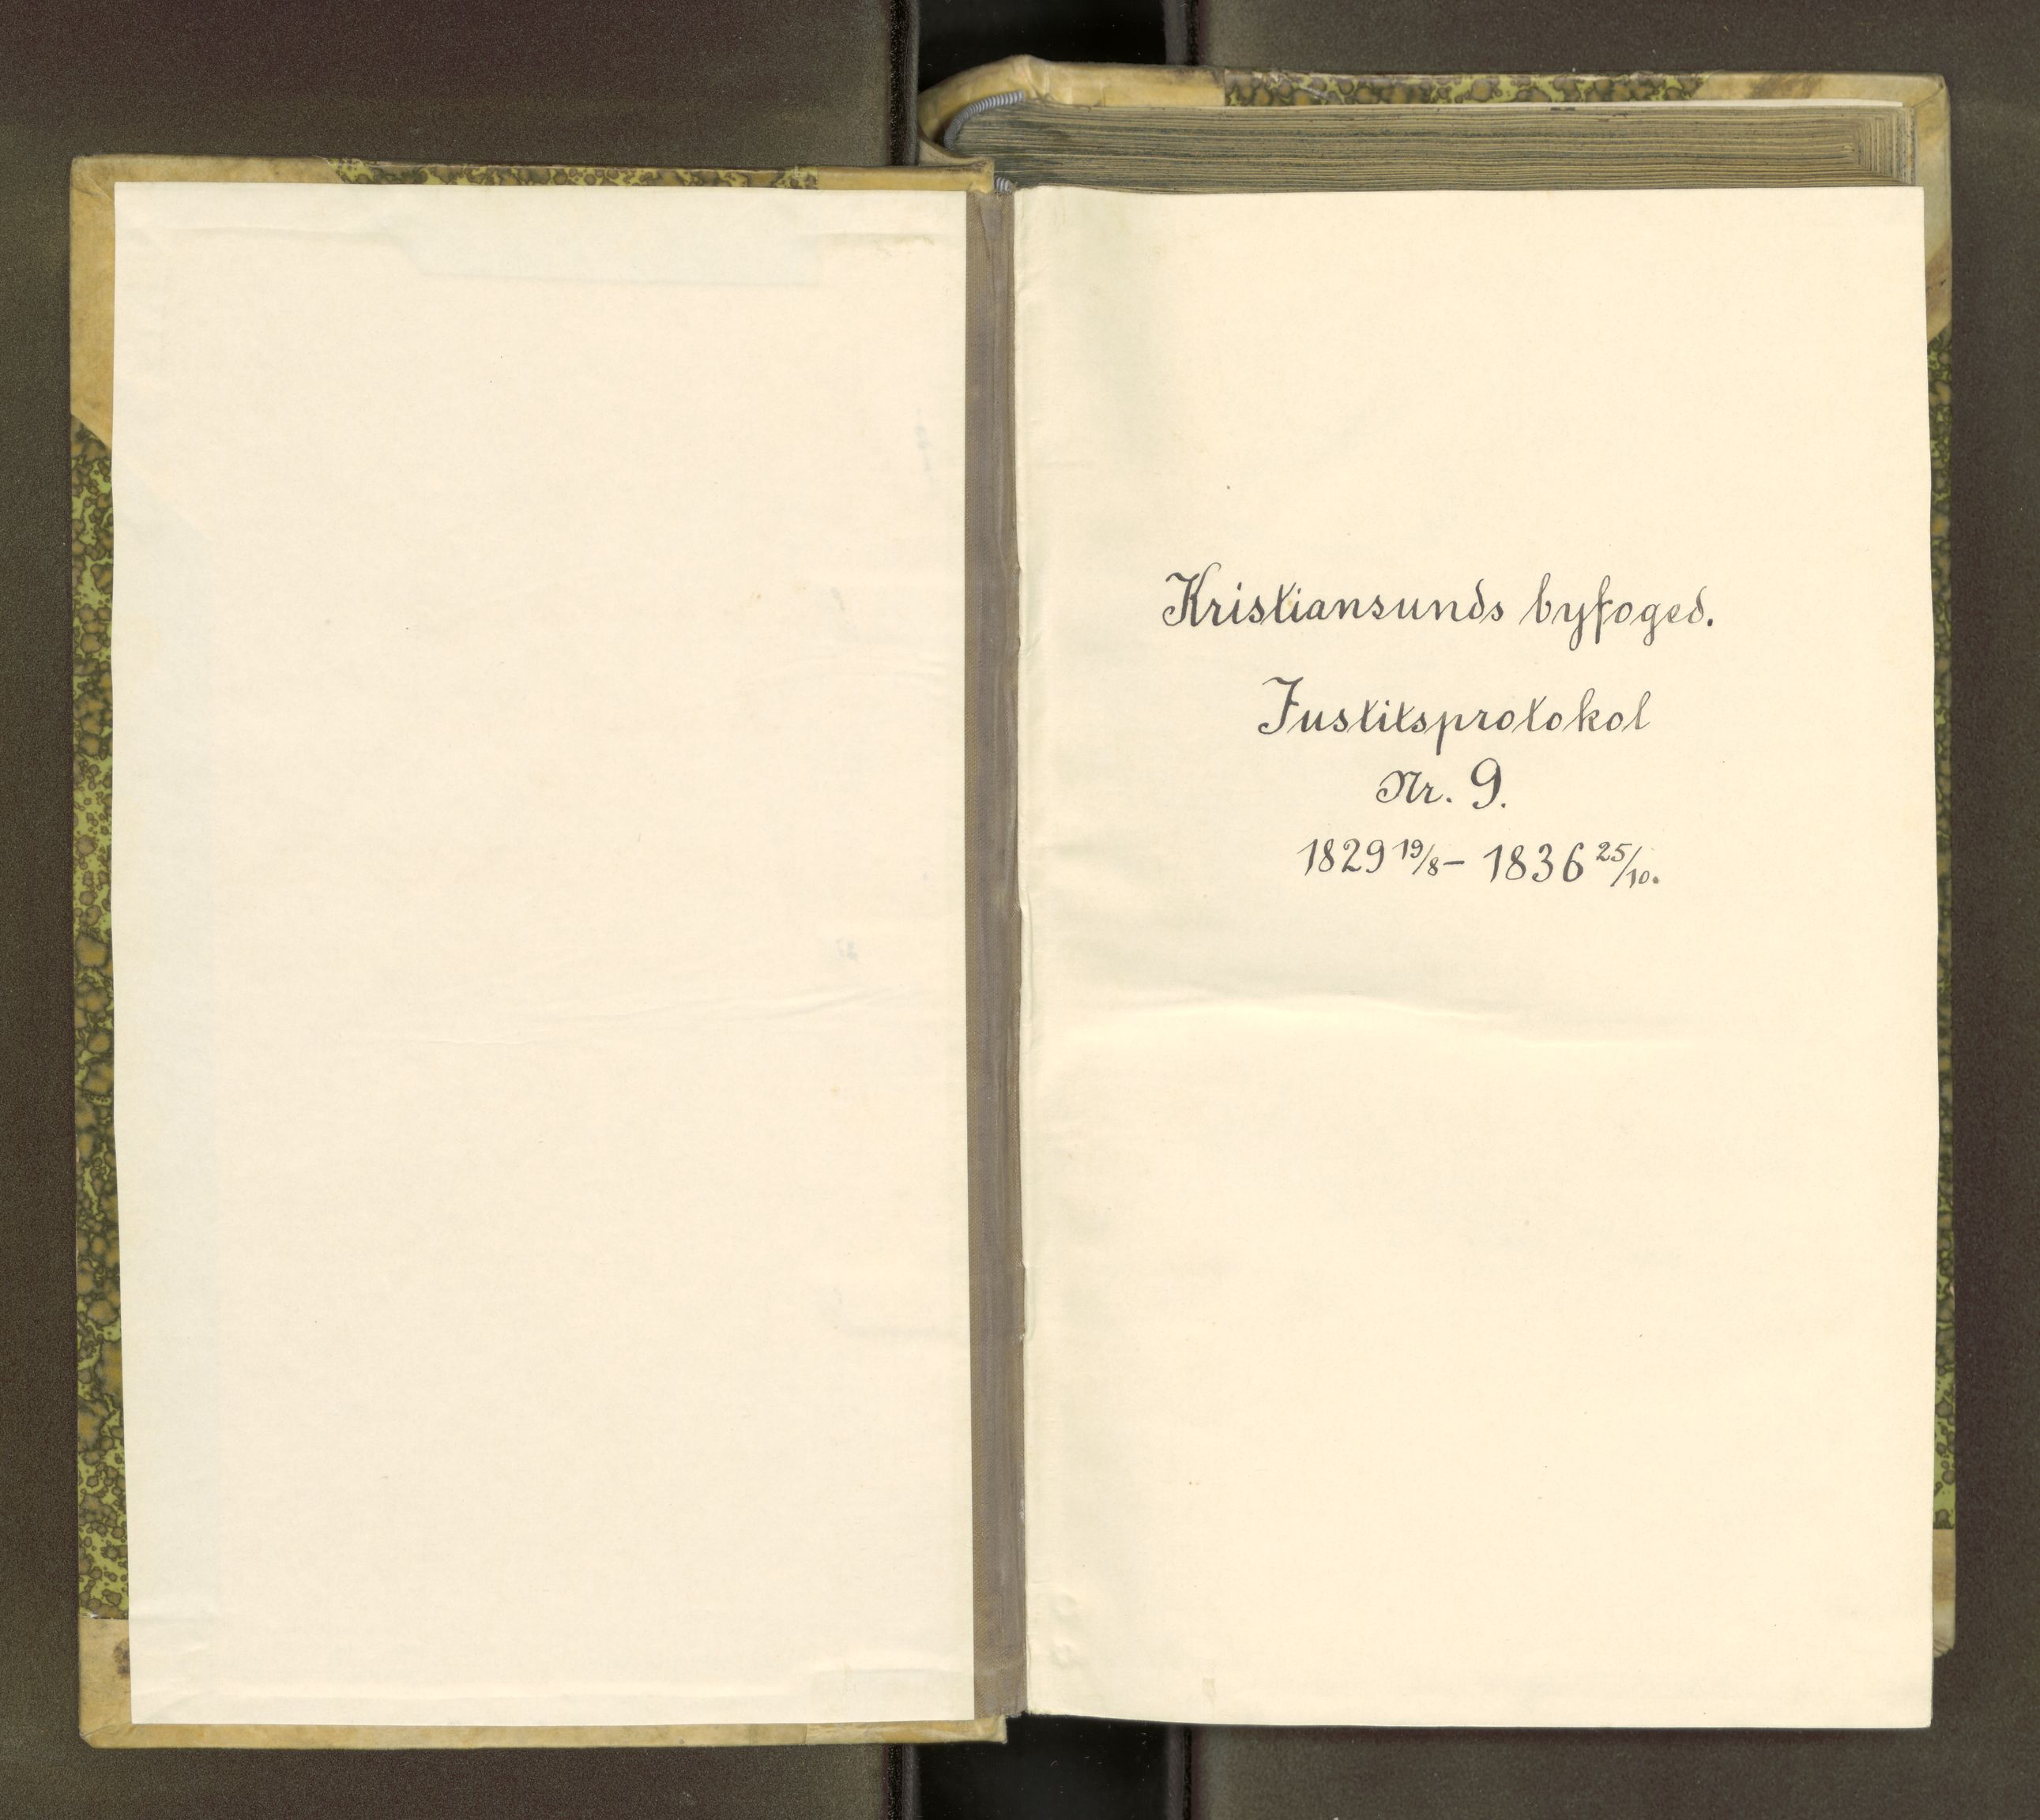 Kristiansunds byfoged.
Justitsprotokol
Nr. 9.
1829 19/8 – 1836 25/10.